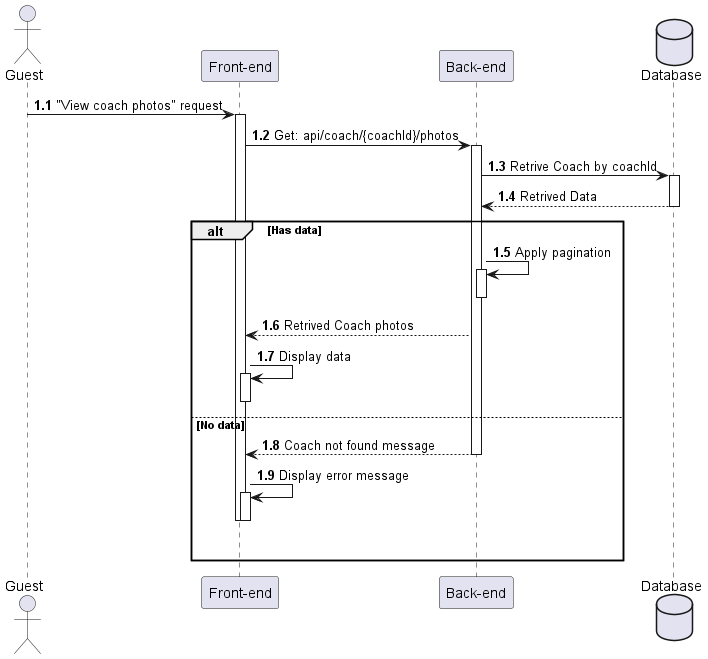 Guest
Front-end
Back-end
Database
1.1 "View coach photos" request
1.2 Get: api/coach/{coachId}/photos
1.3 Retrive Coach by coachId
1.4 Retrived Data
alt [Has data]
1.5 Apply pagination
1.6 Retrived Coach photos
1.7 Display data
[No data]
1.8 Coach not found message
1.9 Display error message
Guest
Front-end
Back-end
Database